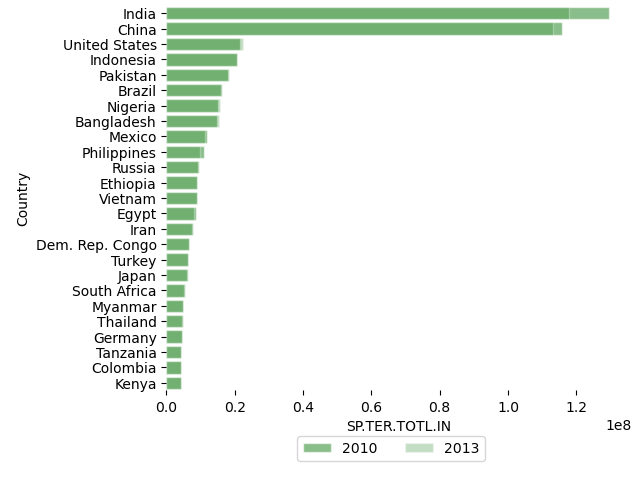 India
China
United States
Indonesia
Pakistan
Brazil
Nigeria
Bangladesh
Mexico
Philippines
Russia
Ethiopia
Vietnam
Egypt
Iran
Dem. Rep. Congo
Turkey
Japan
South Africa
Myanmar
Thailand
Germany
Tanzania
Colombia
Kenya
Country
0.0 0.2 0.4 0.6 0.8 1.0 1.2
1e8
SP.TER.TOTL.IN
2010 2013